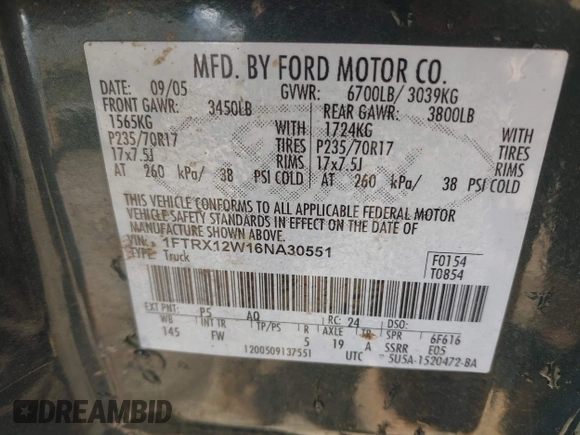 MFD. BY FORD MOTOR CO.
DATE: 09/05 GVWR: 6700LB/ 3039KG
FRONT GAWR: 3450LB REAR GAWR: 3800LB
1565KG WITH 1724KG WITH
P235/70R17 TIRES P235/70R17 TIRES
17x7.5J RIMS 17x7.5J RIMS
AT 260 kPa/ 38 PSI COLD AT 260 kPa/ 38 PSI COLD
THIS VEHICLE CONFORMS TO ALL APPLICABLE FEDERAL MOTOR
VEHICLE SAFETY STANDARDS IN EFFECT ON THE DATE OF
MANUFACTURE SHOWN ABOVE.
VIN: 1FTRX12W16NA30551
TYPE: Truck
F0154
T0854
EXT PNT: P5 AQ RC: 24 DSO:
WB INT TR TP/PS R AXLE TR 6F616
145 FW 5 19 A SSRR E05
1200509137551 UTC 5U5A-1520472-BA
DREAMBID